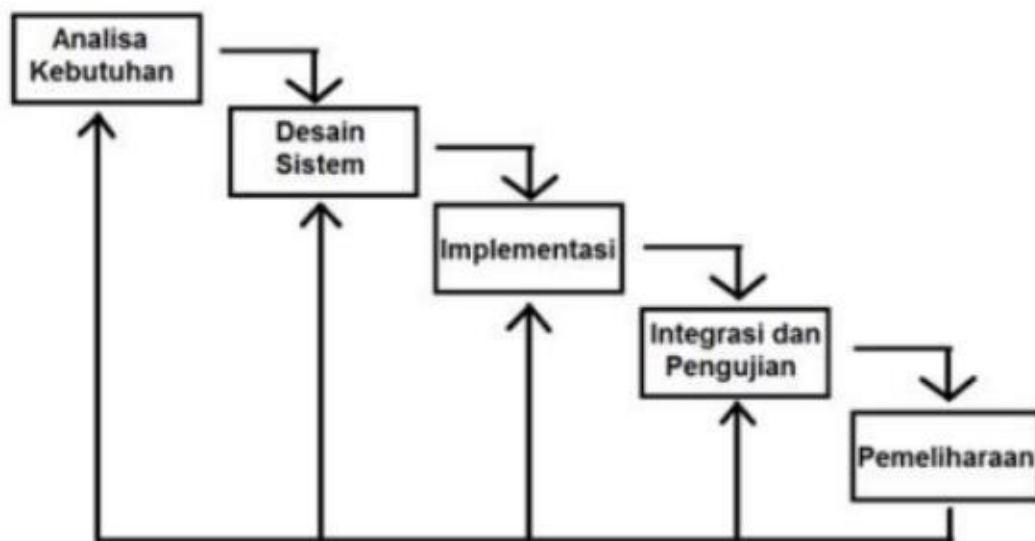 Analisa
Kebutuhan
Desain
Sistem
Implementasi
Integrasi dan
Pengujian
Pemeliharaan